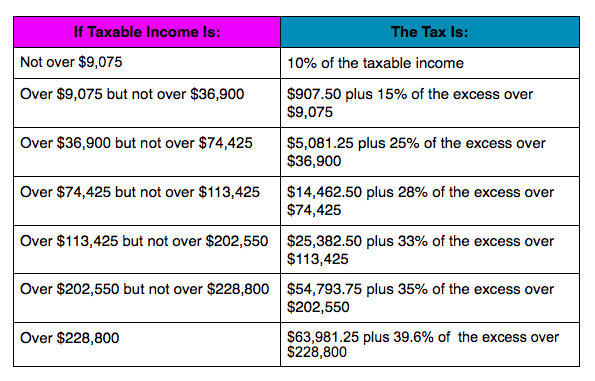 If Taxable Income Is:
The Tax Is:
Not over $9,075
10% of the taxable income
Over $9,075 but not over $36,900
$907.50 plus 15% of the excess over
$9,075
Over $36,900 but not over $74,425
$5,081.25 plus 25% of the excess over
$36,900
Over $74,425 but not over $113,425
$14,462.50 plus 28% of the excess over
$74,425
Over $113,425 but not over $202,550
$25,382.50 plus 33% of the excess over
$113,425
Over $202,550 but not over $228,800
$54,793.75 plus 35% of the excess over
$202,550
Over $228,800
$63,981.25 plus 39.6% of the excess over
$228,800